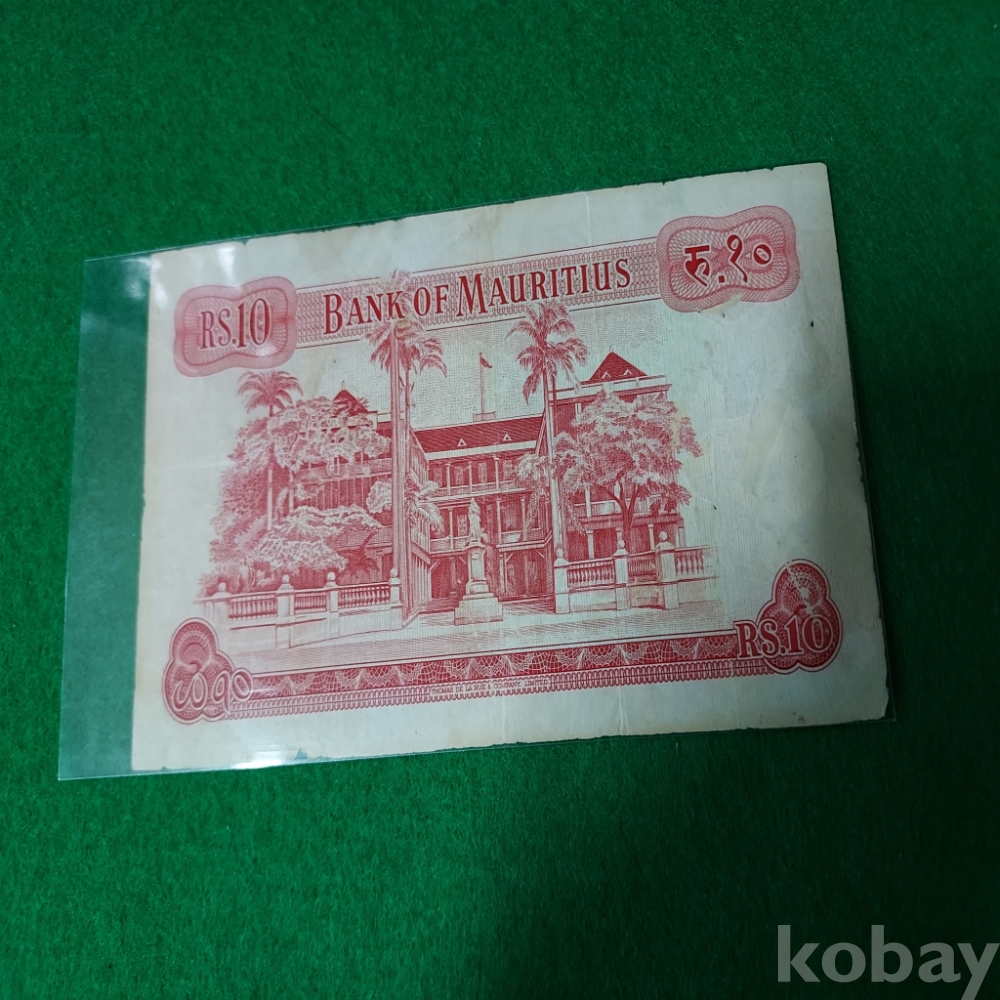 BANK OF MAURITIUS
रु.१०
RS.10
RS.10
THOMAS DE LA RUE & COMPANY, LIMITED
kobay